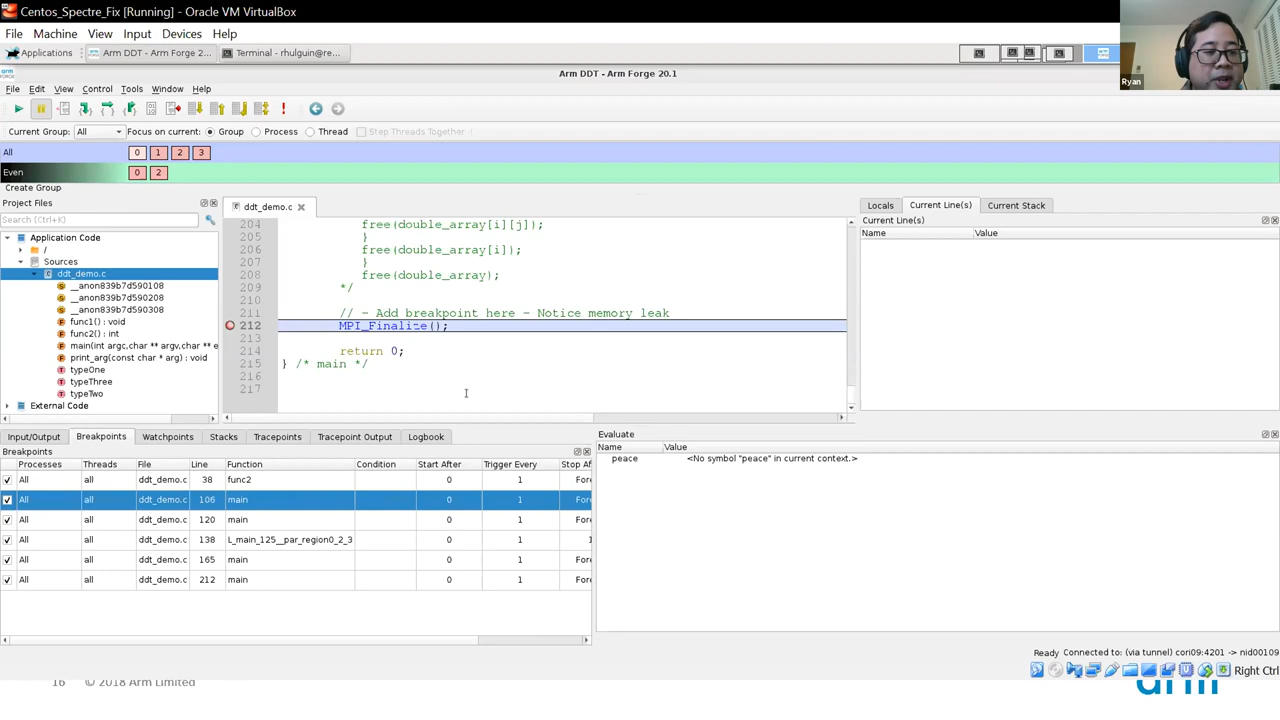 Centos_Spectre_Fix [Running] - Oracle VM VirtualBox
File Machine View Input Devices Help
Applications Arm DDT - Arm Forge 20.1 ... Terminal - rhulguin@re...
Ryan
Arm DDT - Arm Forge 20.1
File Edit View Control Tools Window Help
Current Group: All Focus on current: Group Process Thread Step Threads Together
All 0 1 2 3
Even 0 2
Create Group
Project Files
Search (Ctrl+K)
Application Code
/
Sources
ddt_demo.c
__anon839b7d590108
__anon839b7d590208
__anon839b7d590308
func1() : void
func2() : int
main(int argc,char ** argv,char ** e
print_arg(const char * arg) : void
typeOne
typeThree
typeTwo
External Code
ddt_demo.c
204 free(double_array[i][j]);
205 }
206 free(double_array[i]);
207 }
208 free(double_array);
209 */
210
211 // - Add breakpoint here - Notice memory leak
212 MPI_Finalize();
213
214 return 0;
215 } /* main */
216
217
Locals Current Line(s) Current Stack
Current Line(s)
Name Value
Input/Output Breakpoints Watchpoints Stacks Tracepoints Tracepoint Output Logbook
Breakpoints
Processes Threads File Line Function Condition Start After Trigger Every Stop Af
All all ddt_demo.c 38 func2 0 1 Fore
All all ddt_demo.c 106 main 0 1 Fore
All all ddt_demo.c 120 main 0 1 Fore
All all ddt_demo.c 138 L_main_125__par_region0_2_3 0 1 1
All all ddt_demo.c 165 main 0 1 Fore
All all ddt_demo.c 212 main 0 1 Fore
Evaluate
Name Value
peace <No symbol "peace" in current context.>
Ready Connected to: (via tunnel) cori09:4201 -> nid00109
Right Ctrl
16 © 2018 Arm Limited
arm